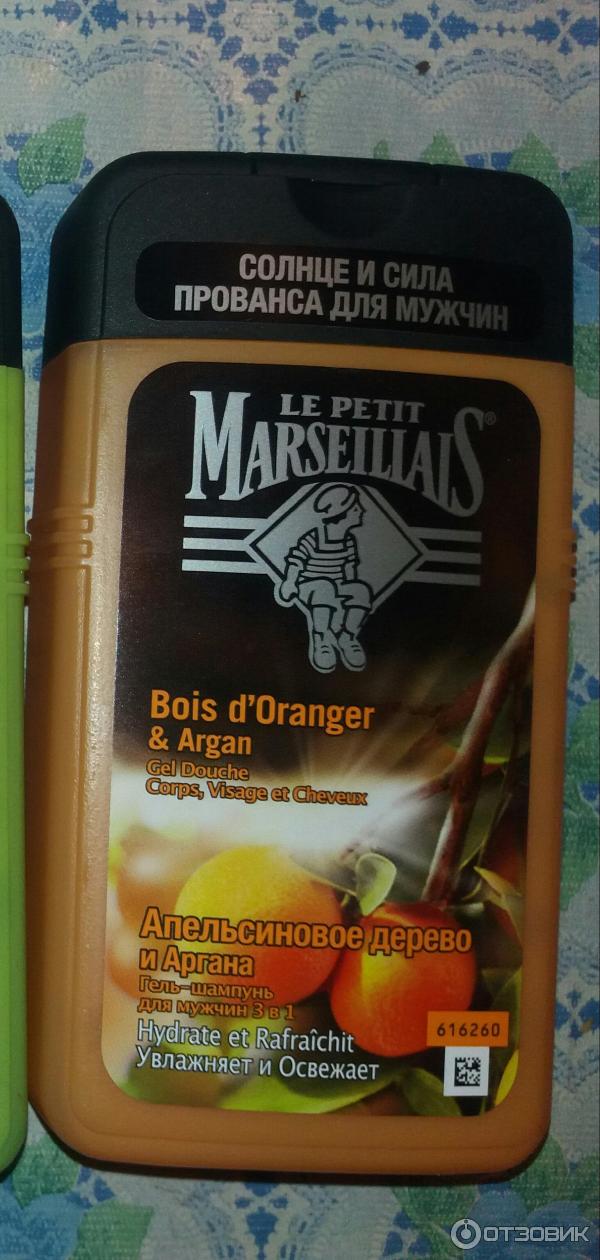 СОЛНЦЕ И СИЛА
ПРОВАНСА ДЛЯ МУЖЧИН
LE PETIT
MARSEILLAIS®
Bois d'Oranger
& Argan
Gel Douche
Corps, Visage et Cheveux
Апельсиновое дерево
и Аргана
Гель-шампунь
для мужчин 3 в 1
Hydrate et Rafraîchit
Увлажняет и Освежает
616260
ОТЗОВИК